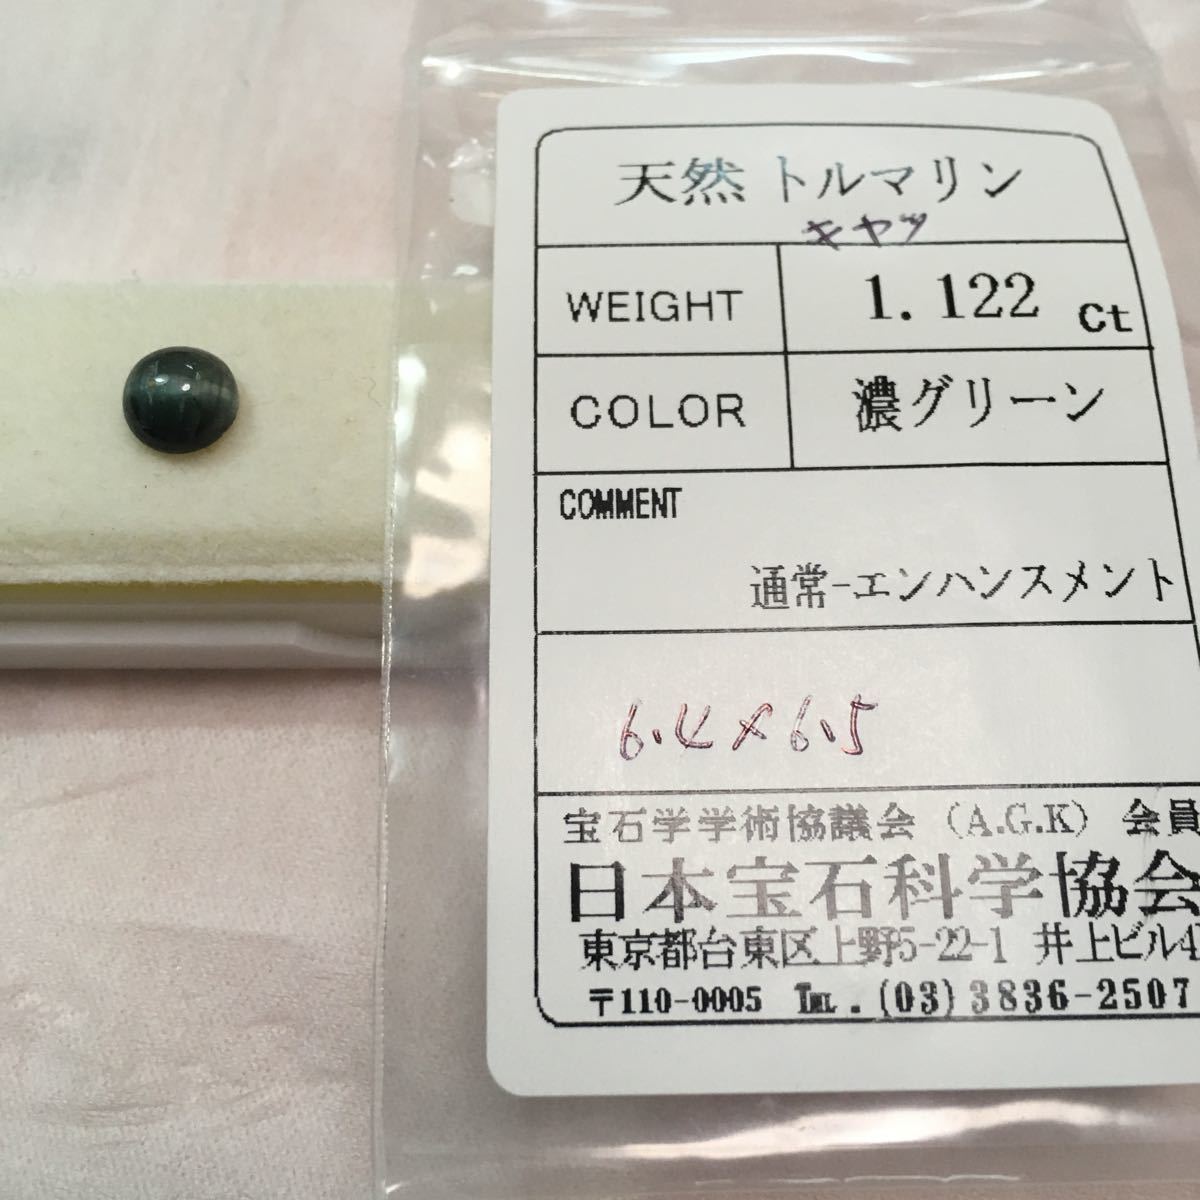 天然 トルマリン
キャッ
WEIGHT 1.122 Ct
COLOR 濃グリーン
COMMENT
通常-エンハンスメント
6.4×6.5
宝石学学術協議会 (A.G.K) 会員
日本宝石科学協会
東京都台東区上野5-22-1 井上ビル4
〒110-0005 TEL. (03)3836-2507